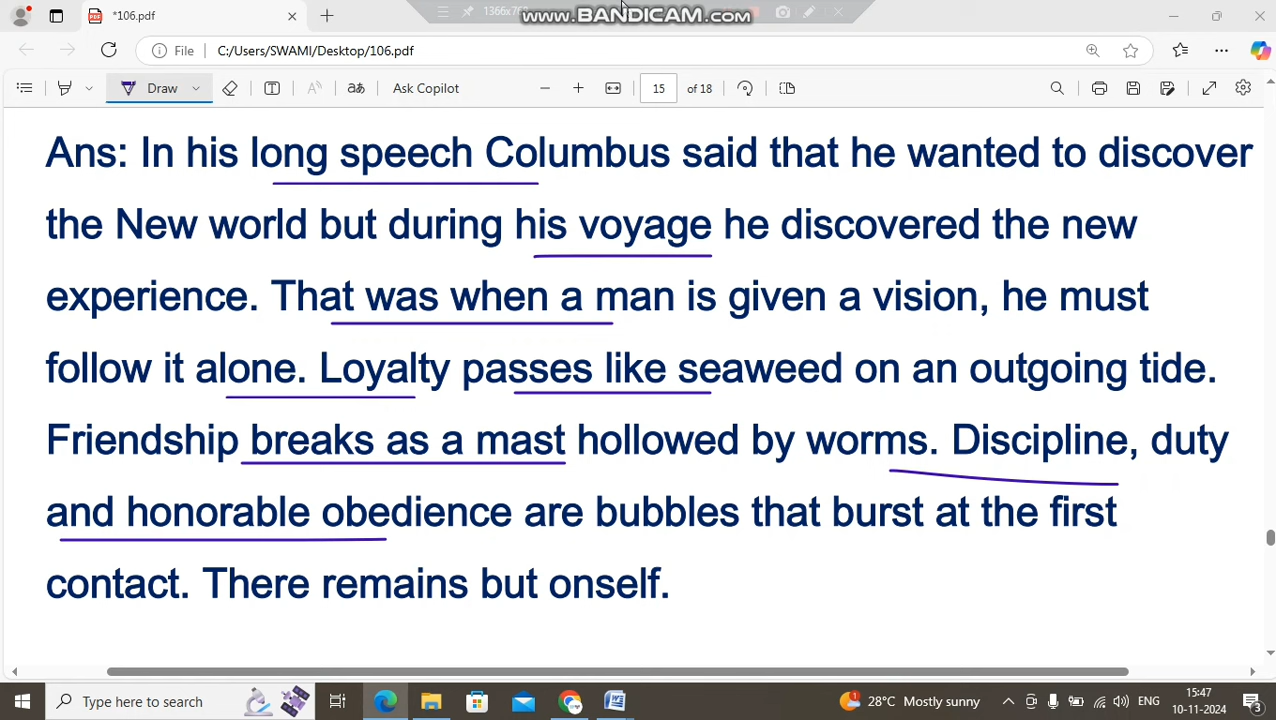 *106.pdf
1366x768
www.BANDICAM.com
File C:/Users/SWAMI/Desktop/106.pdf
Draw
Ask Copilot
15 of 18
Ans: In his long speech Columbus said that he wanted to discover
the New world but during his voyage he discovered the new
experience. That was when a man is given a vision, he must
follow it alone. Loyalty passes like seaweed on an outgoing tide.
Friendship breaks as a mast hollowed by worms. Discipline, duty
and honorable obedience are bubbles that burst at the first
contact. There remains but onself.
Type here to search
28°C Mostly sunny
ENG
15:47
10-11-2024
3